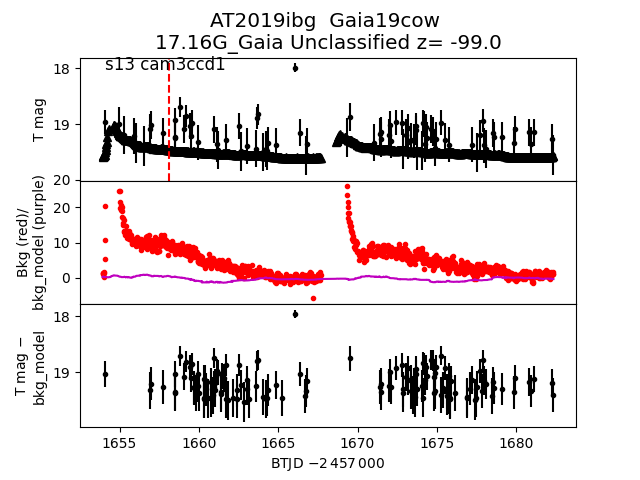 AT2019ibg  Gaia19cow
17.16G_Gaia Unclassified z= -99.0
s13 cam3ccd1
18
19
20
T mag
20
10
0
Bkg (red)/
bkg_model (purple)
18
19
T mag −
bkg_model
1655
1660
1665
1670
1675
1680
BTJD −2 457 000